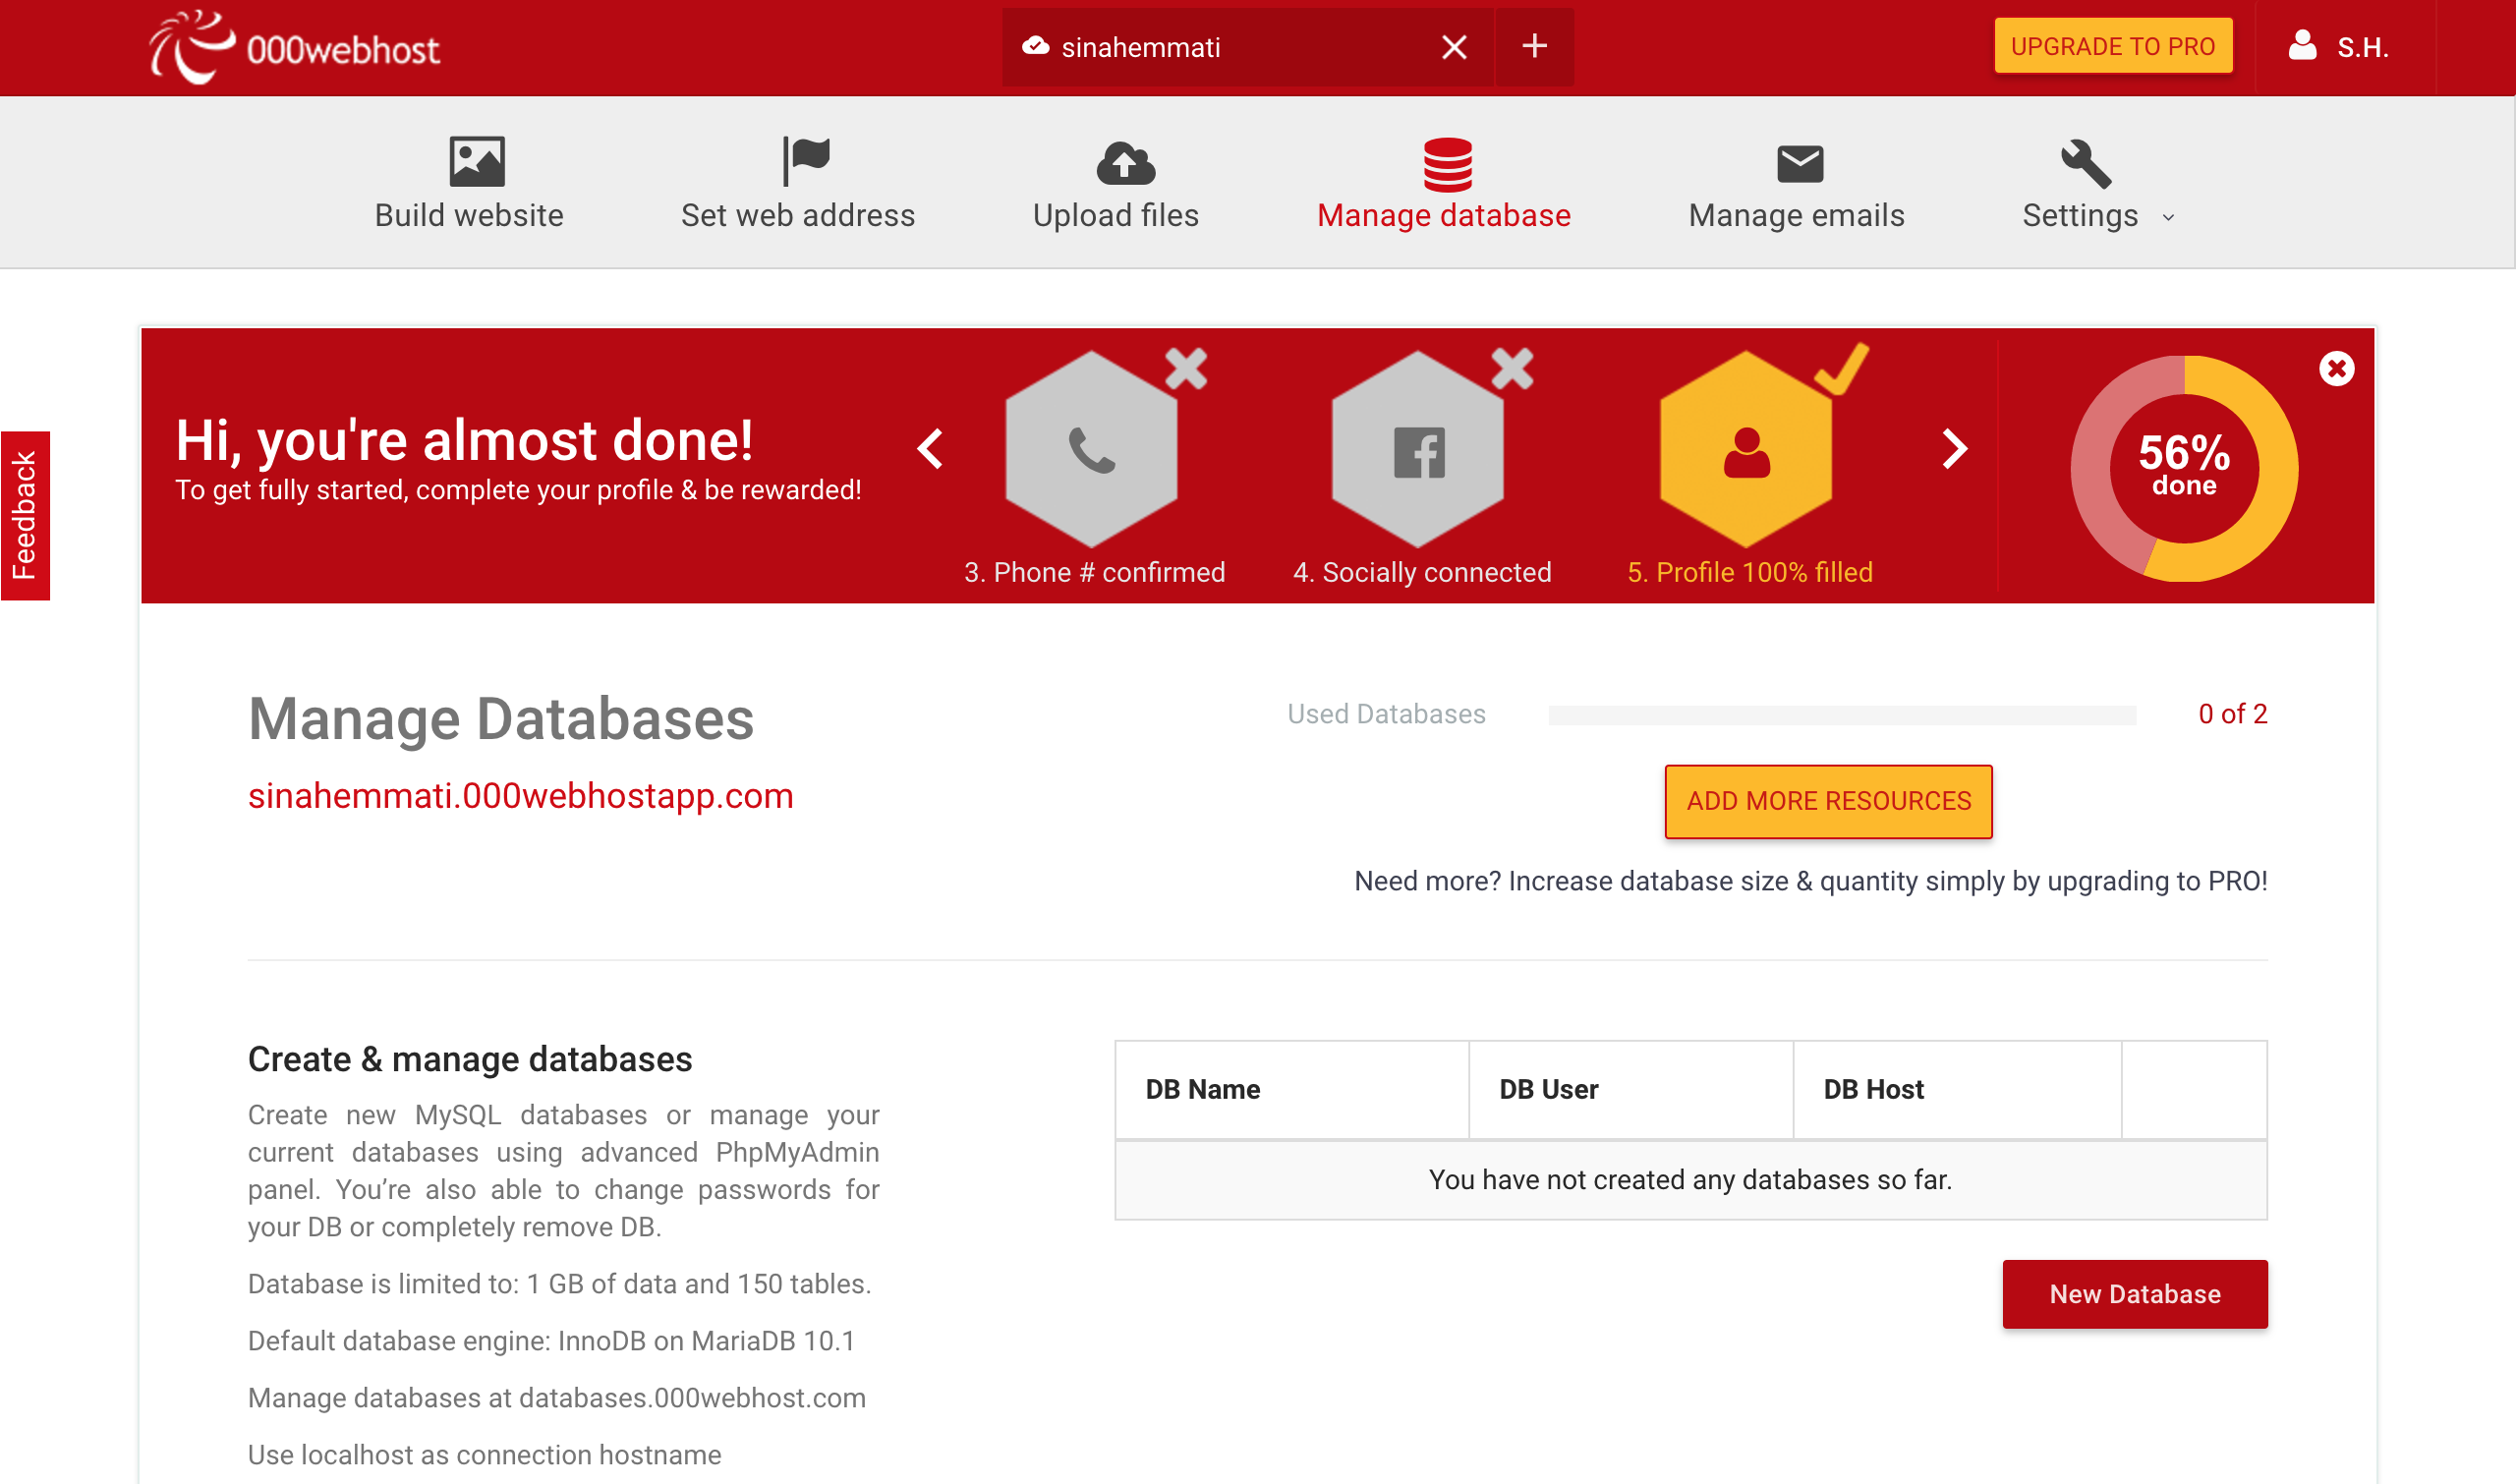 000webhost
sinahemmati
UPGRADE TO PRO
S.H.
Build website
Set web address
Upload files
Manage database
Manage emails
Settings
Feedback
Hi, you're almost done!
To get fully started, complete your profile & be rewarded!
3. Phone # confirmed
4. Socially connected
5. Profile 100% filled
56%
done
Manage Databases
sinahemmati.000webhostapp.com
Used Databases
0 of 2
ADD MORE RESOURCES
Need more? Increase database size & quantity simply by upgrading to PRO!
Create & manage databases
Create new MySQL databases or manage your
current databases using advanced PhpMyAdmin
panel. You’re also able to change passwords for
your DB or completely remove DB.
Database is limited to: 1 GB of data and 150 tables.
Default database engine: InnoDB on MariaDB 10.1
Manage databases at databases.000webhost.com
Use localhost as connection hostname
DB Name
DB User
DB Host
You have not created any databases so far.
New Database